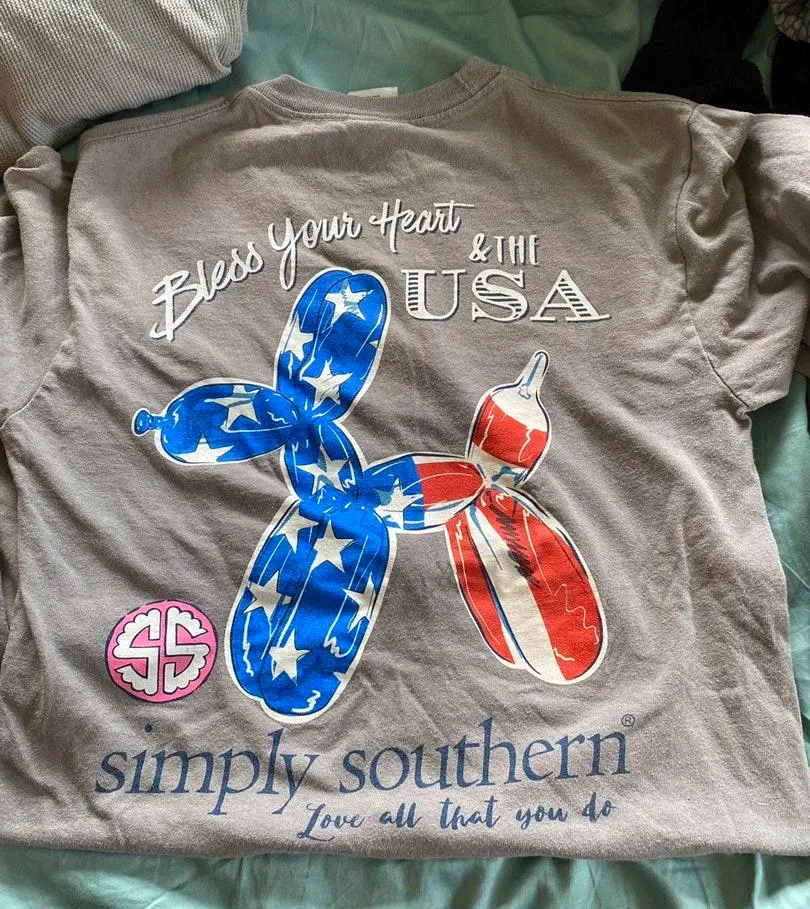 Bless Your Heart
& THE
USA
SS
simply southern®
Love all that you do